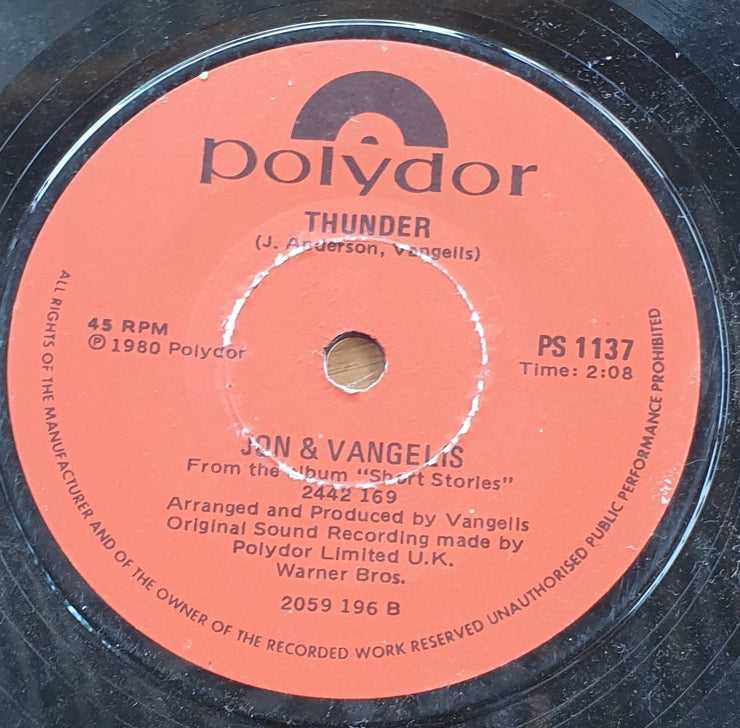 polydor
THUNDER
(J. Anderson, Vangelis)
45 RPM
℗ 1980 Polydor
PS 1137
Time: 2:08
JON & VANGELIS
From the album "Short Stories"
2442 169
Arranged and Produced by Vangelis
Original Sound Recording made by
Polydor Limited U.K.
Warner Bros.
2059 196 B
ALL RIGHTS OF THE MANUFACTURER AND OF THE OWNER OF THE RECORDED WORK RESERVED UNAUTHORISED PUBLIC PERFORMANCE PROHIBITED